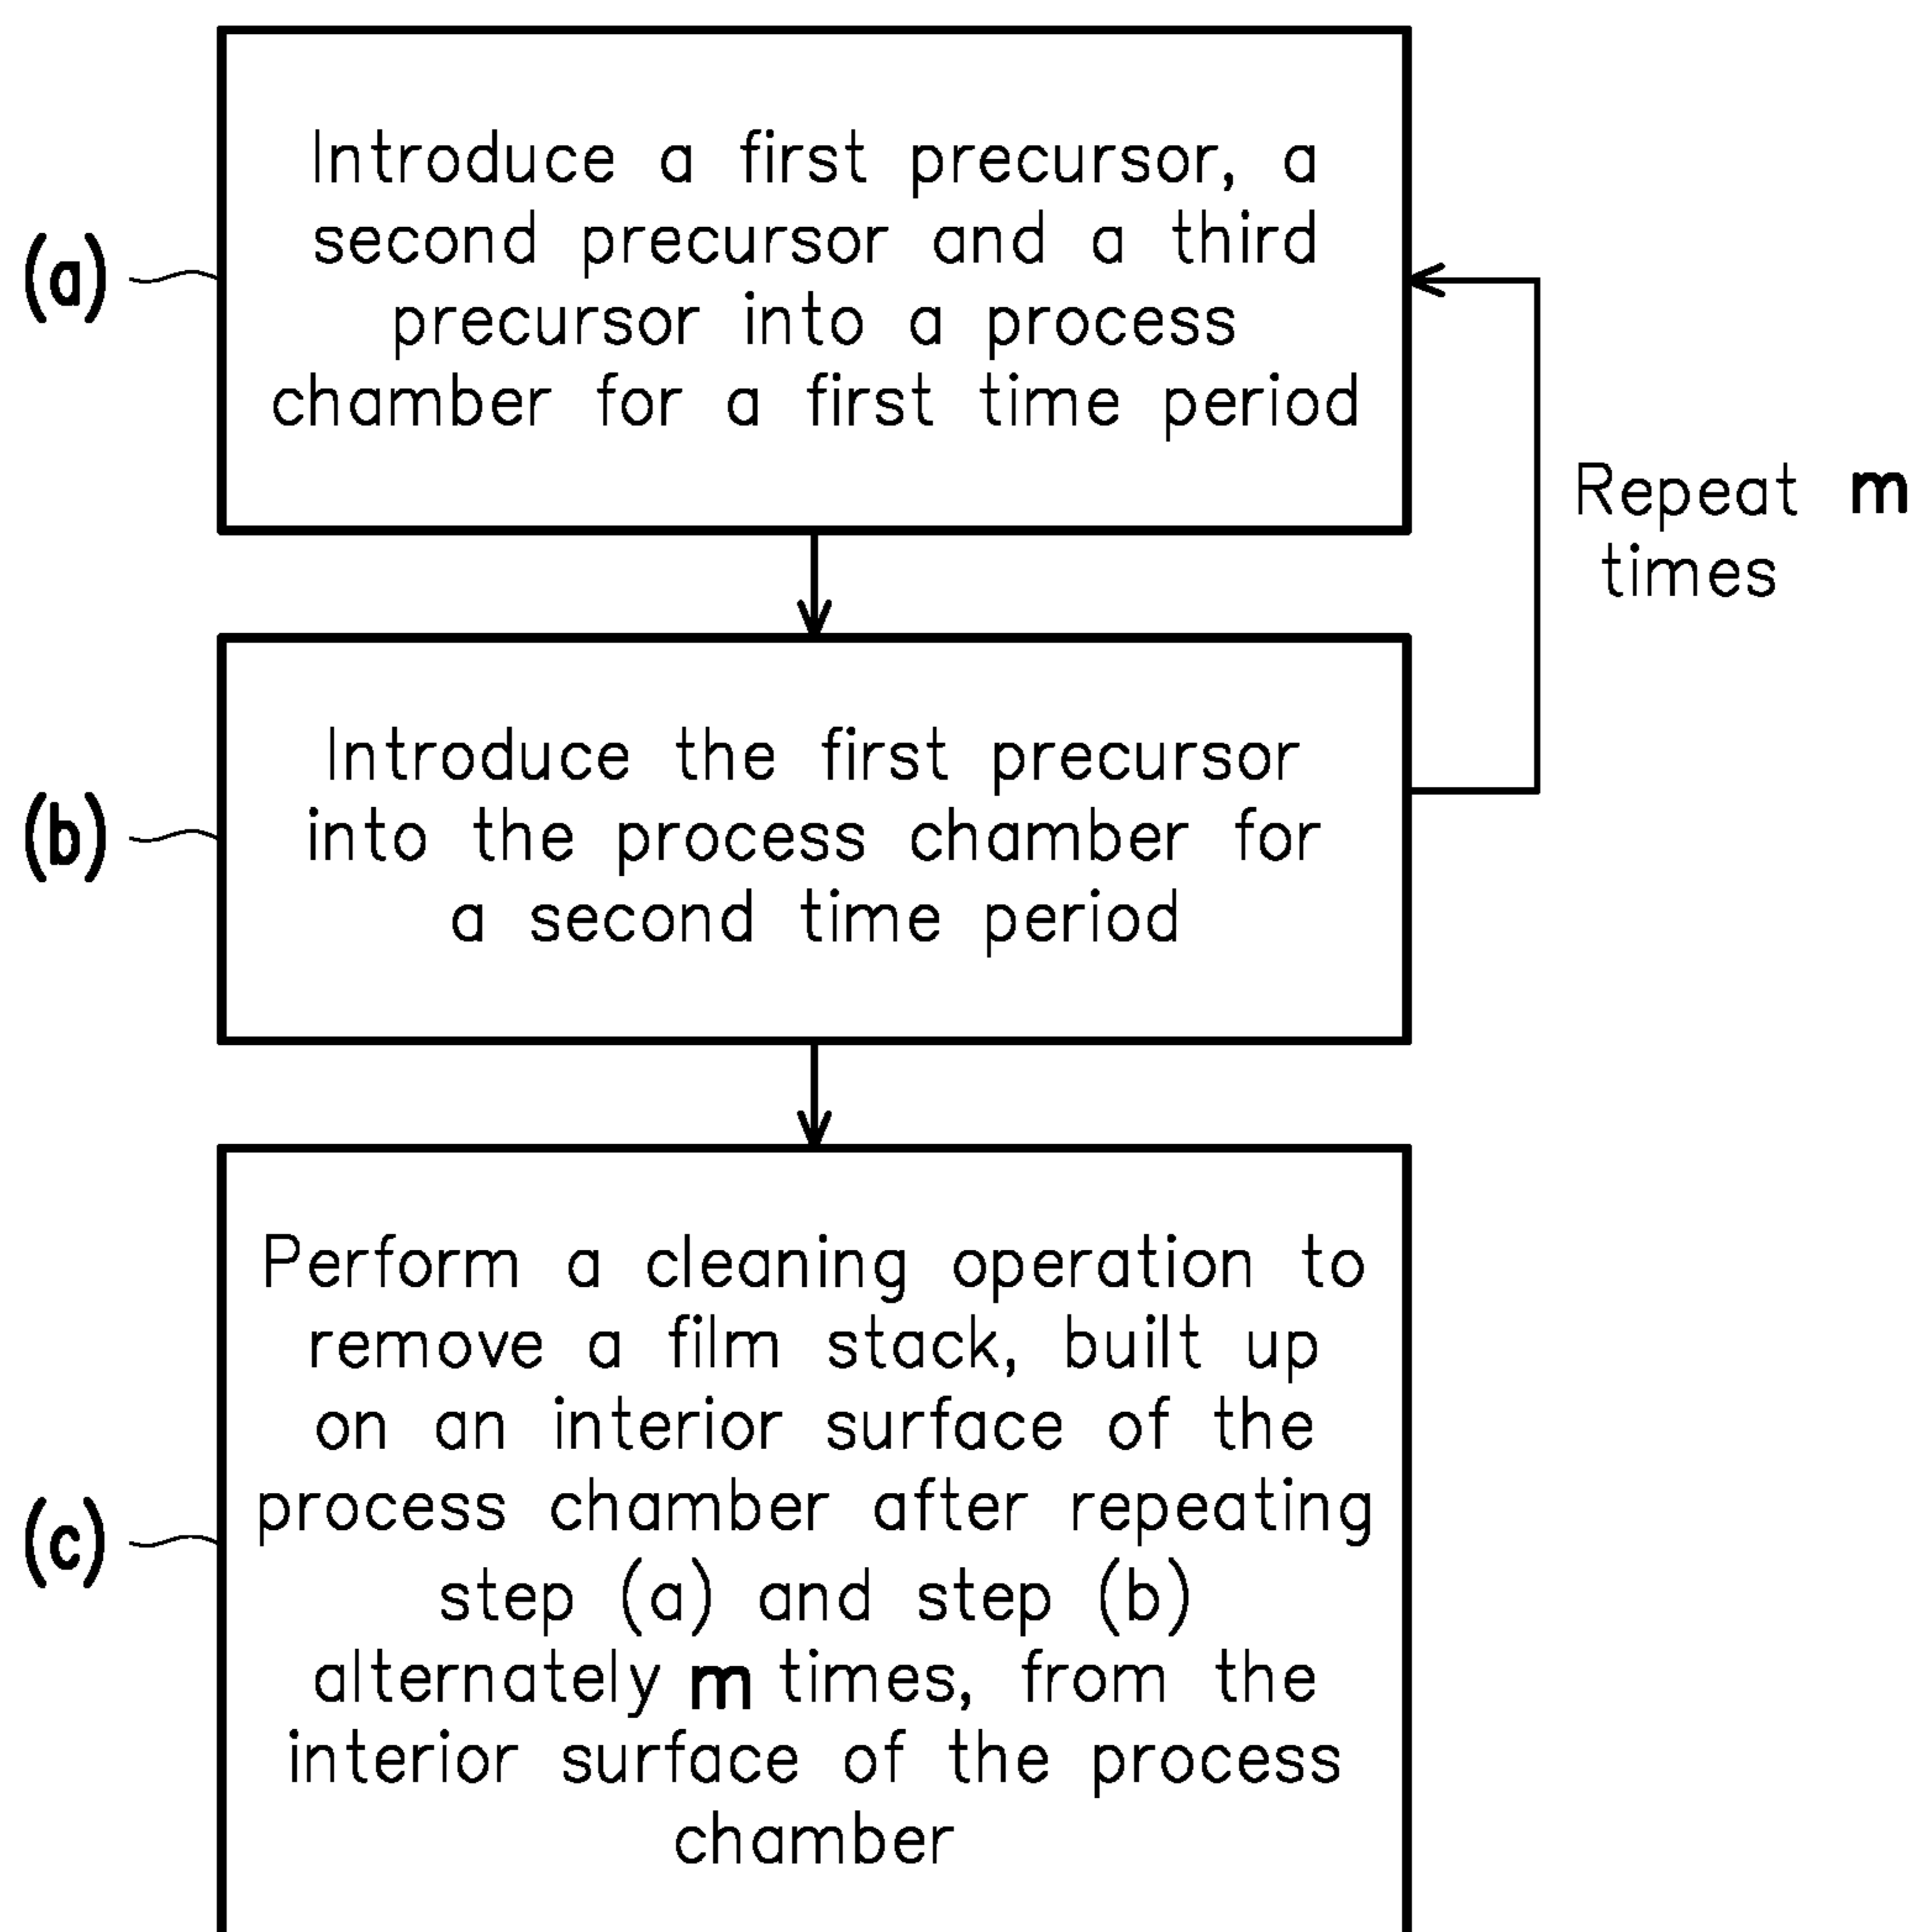 (a)
Introduce a first precursor, a
second precursor and a third
precursor into a process
chamber for a first time period
Repeat m
times
(b)
Introduce the first precursor
into the process chamber for
a second time period
(c)
Perform a cleaning operation to
remove a film stack, built up
on an interior surface of the
process chamber after repeating
step (a) and step (b)
alternately m times, from the
interior surface of the process
chamber